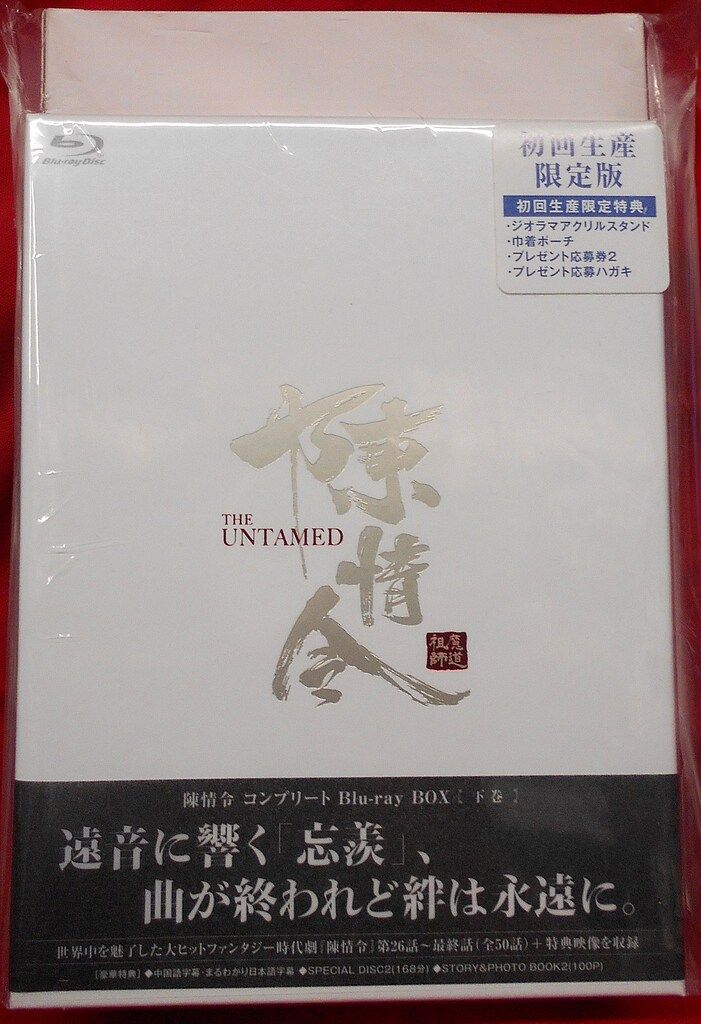 Blu-ray Disc
初回生産
限定版
初回生産限定特典
・ジオラマアクリルスタンド
・巾着ポーチ
・プレゼント応募券2
・プレゼント応募ハガキ
陳情令
THE
UNTAMED
魔道
祖師
陳情令 コンプリート Blu-ray BOX【 下巻 】
遠音に響く「忘羨」、
曲が終われど絆は永遠に。
世界中を魅了した大ヒットファンタジー時代劇『陳情令』第26話～最終話(全50話)＋特典映像を収録
［豪華特典］◆中国語字幕・まるわかり日本語字幕 ◆SPECIAL DISC2(168分) ◆STORY&PHOTO BOOK2(100P)